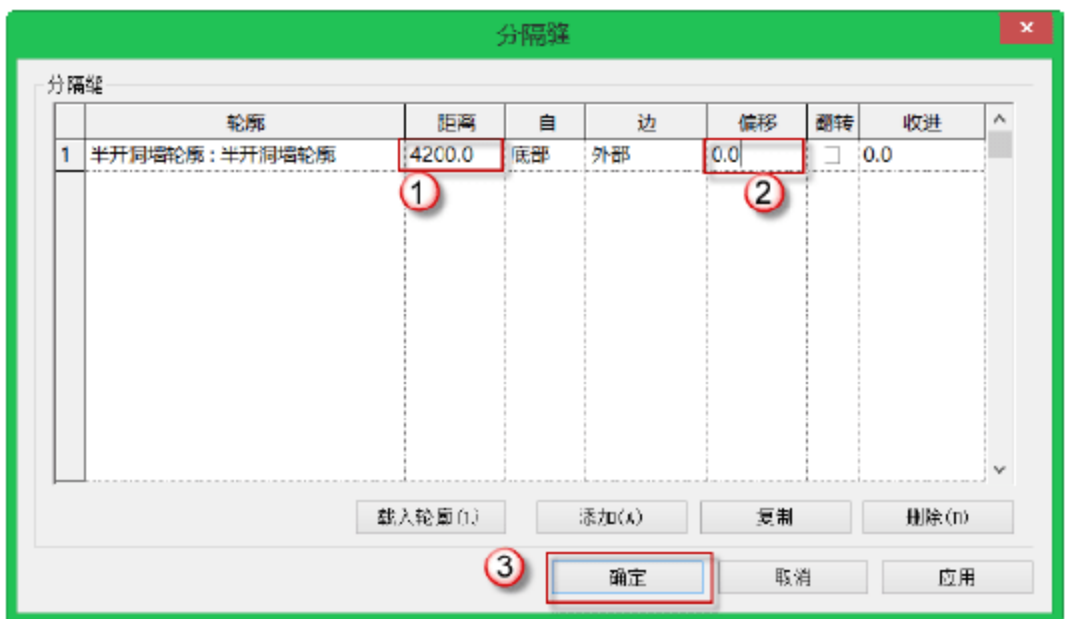 分隔缝
×
分隔缝
轮廓 距离 自 边 偏移 翻转 收进
1 半开洞墙轮廓 : 半开洞墙轮廓 4200.0 底部 外部 0.0 0.0
① ②
载入轮廓(L) 添加(A) 复制 删除(D)
③ 确定 取消 应用